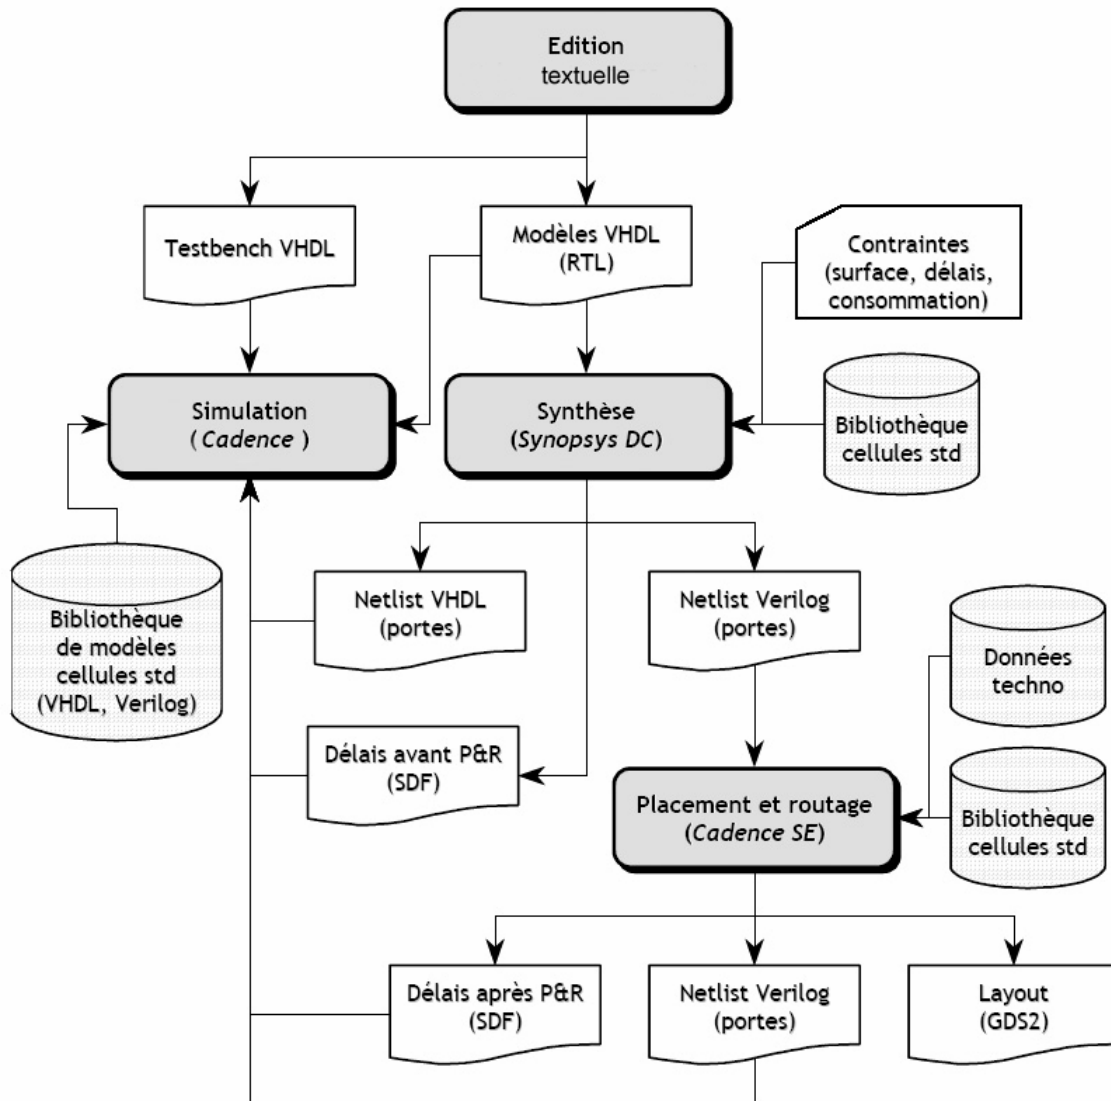 Edition
textuelle
Testbench VHDL
Modèles VHDL
(RTL)
Contraintes
(surface, délais,
consommation)
Simulation
(Cadence )
Synthèse
(Synopsys DC)
Bibliothèque
cellules std
Bibliothèque
de modèles
cellules std
(VHDL, Verilog)
Netlist VHDL
(portes)
Netlist Verilog
(portes)
Données
techno
Délais avant P&R
(SDF)
Placement et routage
(Cadence SE)
Bibliothèque
cellules std
Délais après P&R
(SDF)
Netlist Verilog
(portes)
Layout
(GDS2)